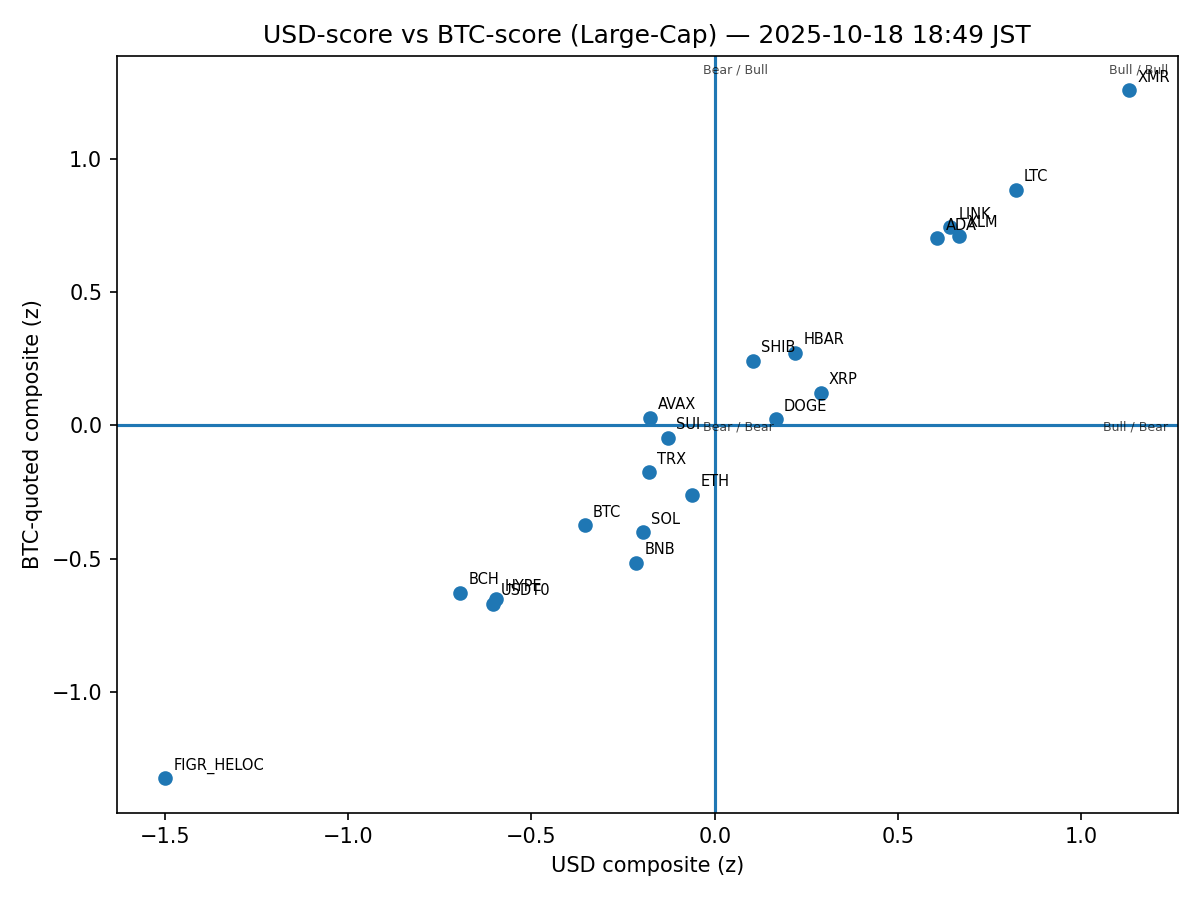 USD-score vs BTC-score (Large-Cap) — 2025-10-18 18:49 JST
Bear / Bull
Bull / Bull
XMR
LTC
LINK
XLM
ADA
HBAR
SHIB
XRP
DOGE
AVAX
SUI
Bear / Bear
Bull / Bear
TRX
ETH
BTC
SOL
BNB
BCH
HYPE
USDT0
FIGR_HELOC
1.0
0.5
0.0
−0.5
−1.0
BTC-quoted composite (z)
−1.5
−1.0
−0.5
0.0
0.5
1.0
USD composite (z)